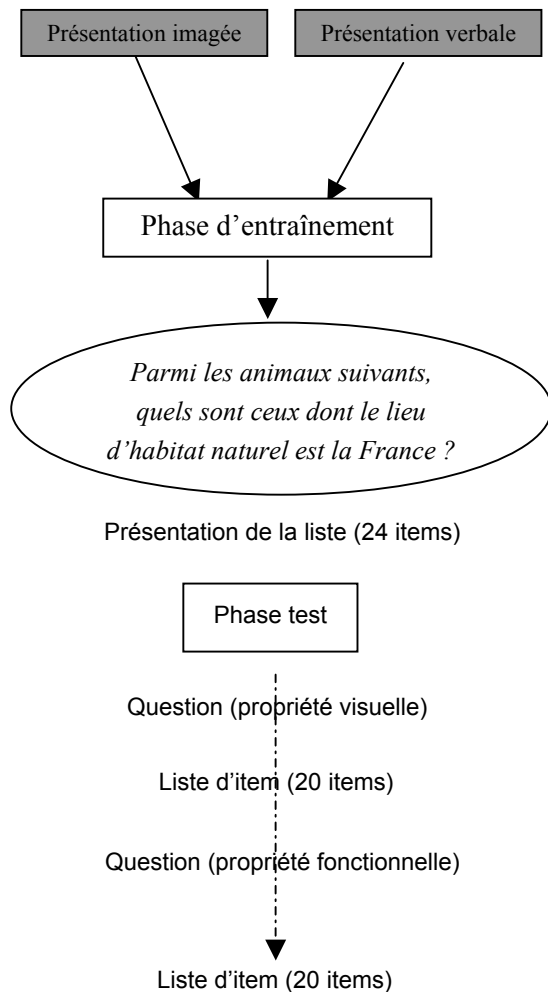 Présentation imagée
Présentation verbale
Phase d'entraînement
Parmi les animaux suivants,
quels sont ceux dont le lieu
d'habitat naturel est la France ?
Présentation de la liste (24 items)
Phase test
Question (propriété visuelle)
Liste d'item (20 items)
Question (propriété fonctionnelle)
Liste d'item (20 items)